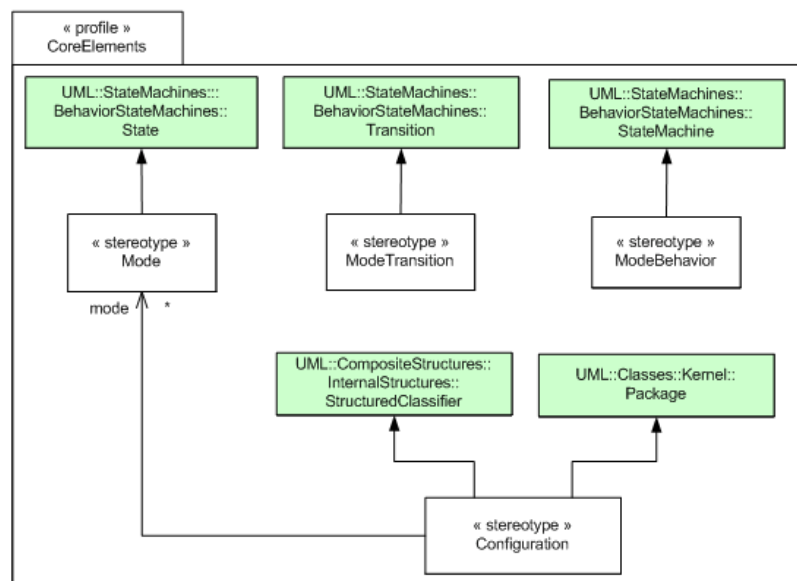 « profile »
CoreElements
UML::StateMachines:::
BehaviorStateMachines::
State
UML::StateMachines::
BehaviorStateMachines::
Transition
UML::StateMachines::
BehaviorStateMachines::
StateMachine
« stereotype »
Mode
« stereotype »
ModeTransition
« stereotype »
ModeBehavior
mode *
UML::CompositeStructures::
InternalStructures::
StructuredClassifier
UML::Classes::Kernel::
Package
« stereotype »
Configuration